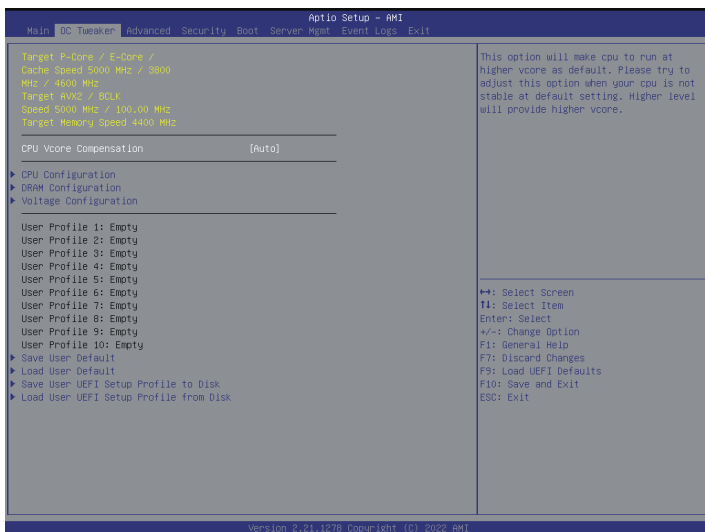 Aptio Setup – AMI
Main OC Tweaker Advanced Security Boot Server Mgmt Event Logs Exit
Target P-Core / E-Core /
Cache Speed 5000 MHz / 3800
MHz / 4600 MHz
Target AVX2 / BCLK
Speed 5000 MHz / 100.00 MHz
Target Memory Speed 4400 MHz
CPU Vcore Compensation [Auto]
CPU Configuration
DRAM Configuration
Voltage Configuration
User Profile 1: Empty
User Profile 2: Empty
User Profile 3: Empty
User Profile 4: Empty
User Profile 5: Empty
User Profile 6: Empty
User Profile 7: Empty
User Profile 8: Empty
User Profile 9: Empty
User Profile 10: Empty
Save User Default
Load User Default
Save User UEFI Setup Profile to Disk
Load User UEFI Setup Profile from Disk
This option will make cpu to run at
higher vcore as default. Please try to
adjust this option when your cpu is not
stable at default setting. Higher level
will provide higher vcore.
↔: Select Screen
↑↓: Select Item
Enter: Select
+/-: Change Option
F1: General Help
F7: Discard Changes
F9: Load UEFI Defaults
F10: Save and Exit
ESC: Exit
Version 2.21.1278 Copyright (C) 2022 AMI